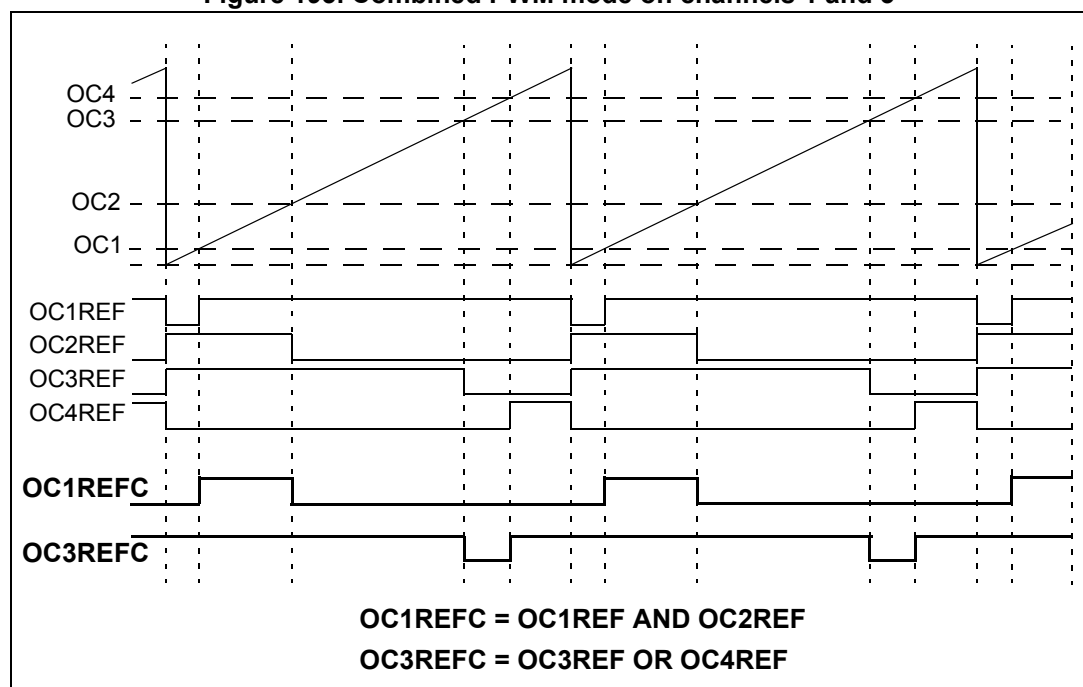 Figure Combined PWM mode on channels 1 and 3
OC4
OC3
OC2
OC1
OC1REF
OC2REF
OC3REF
OC4REF
OC1REFC
OC3REFC
OC1REFC = OC1REF AND OC2REF
OC3REFC = OC3REF OR OC4REF